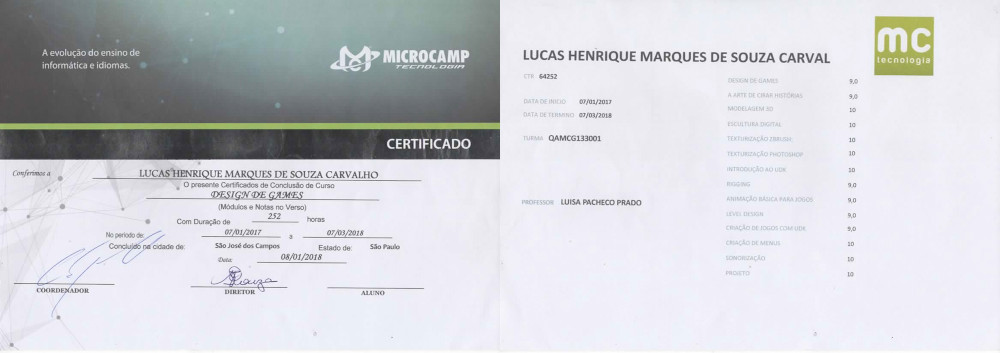 A evolução do ensino de
informática e idiomas.
MICROCAMP
TECNOLOGIA
CERTIFICADO
Conferimos a LUCAS HENRIQUE MARQUES DE SOUZA CARVALHO
O presente Certificados de Conclusão de Curso
DESIGN DE GAMES
(Módulos e Notas no Verso)
Com Duração de 252 horas
No período de: 07/01/2017 a 07/03/2018
Concluído na cidade de: São José dos Campos Estado de: São Paulo
Data: 08/01/2018
COORDENADOR DIRETOR ALUNO
mc
tecnologia
LUCAS HENRIQUE MARQUES DE SOUZA CARVAL
CTR 64252
DATA DE INICIO 07/01/2017
DATA DE TERMINO 07/03/2018
TURMA QAMCG133001
PROFESSOR LUISA PACHECO PRADO
DESIGN DE GAMES 9,0
A ARTE DE CIRAR HISTÓRIAS 9,0
MODELAGEM 3D 10
ESCULTURA DIGITAL 10
TEXTURIZAÇÃO ZBRUSH 10
TEXTURIZAÇÃO PHOTOSHOP 10
INTRODUÇÃO AO UDK 10
RIGGING 9,0
ANIMAÇÃO BÁSICA PARA JOGOS 9,0
LEVEL DESIGN 9,0
CRIAÇÃO DE JOGOS COM UDK 9,0
CRIAÇÃO DE MENUS 10
SONORIZAÇÃO 10
PROJETO 10